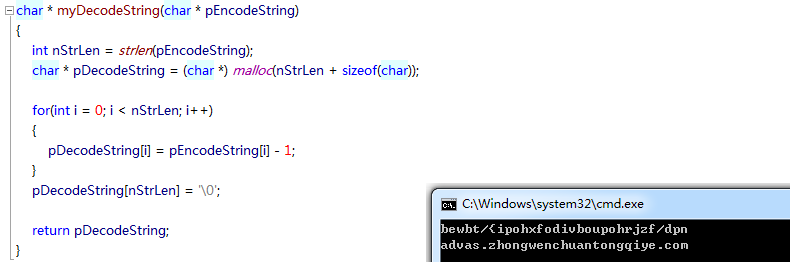 char * myDecodeString(char * pEncodeString)
{
int nStrLen = strlen(pEncodeString);
char * pDecodeString = (char *) malloc(nStrLen + sizeof(char));
for(int i = 0; i < nStrLen; i++)
{
pDecodeString[i] = pEncodeString[i] - 1;
}
pDecodeString[nStrLen] = '\0';
return pDecodeString;
}
C:\Windows\system32\cmd.exe
bewbt/{ipohxfodivboupohrjzf/dpn
advas.zhongwenchuantongqiye.com